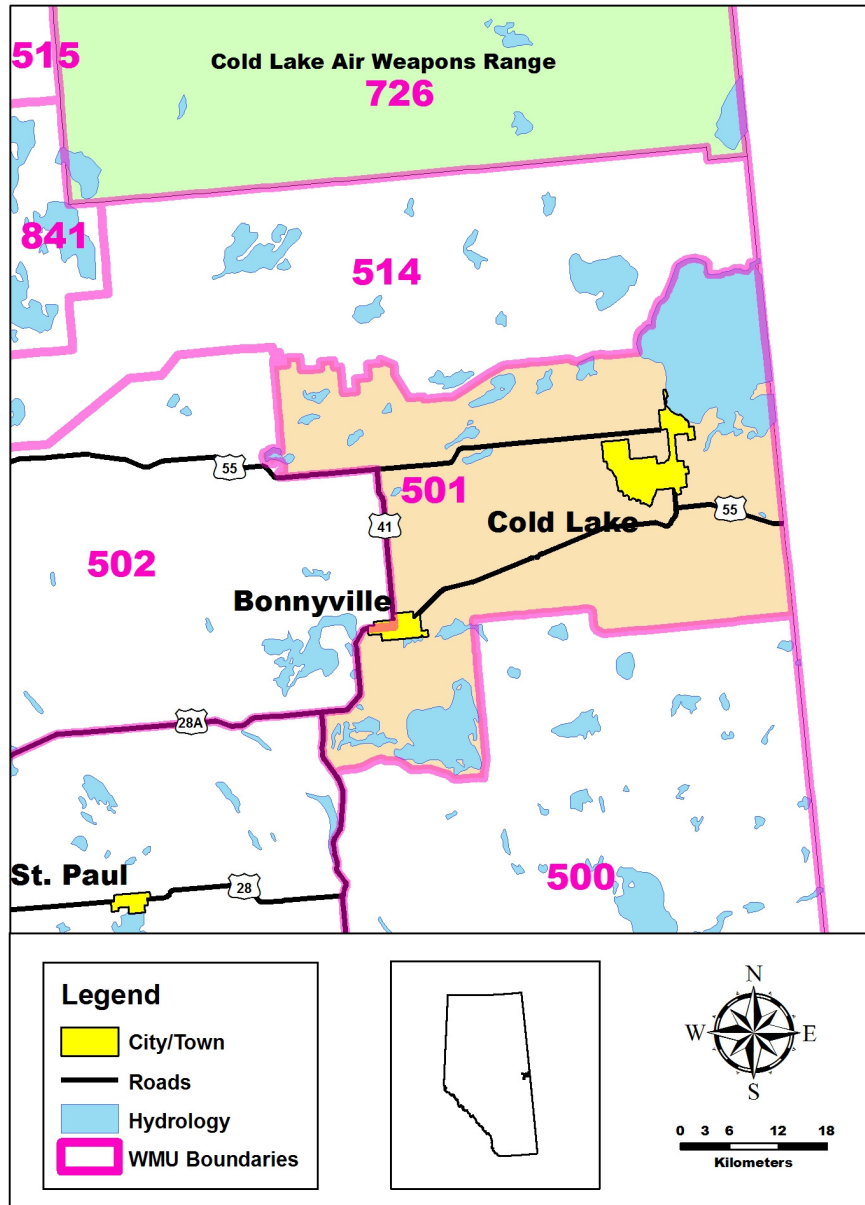 515
Cold Lake Air Weapons Range
726
841
514
55
501
41
Cold Lake
55
502
Bonnyville
28A
St. Paul
28
500
Legend
City/Town
Roads
Hydrology
WMU Boundaries
N
W E
S
0 3 6 12 18
Kilometers